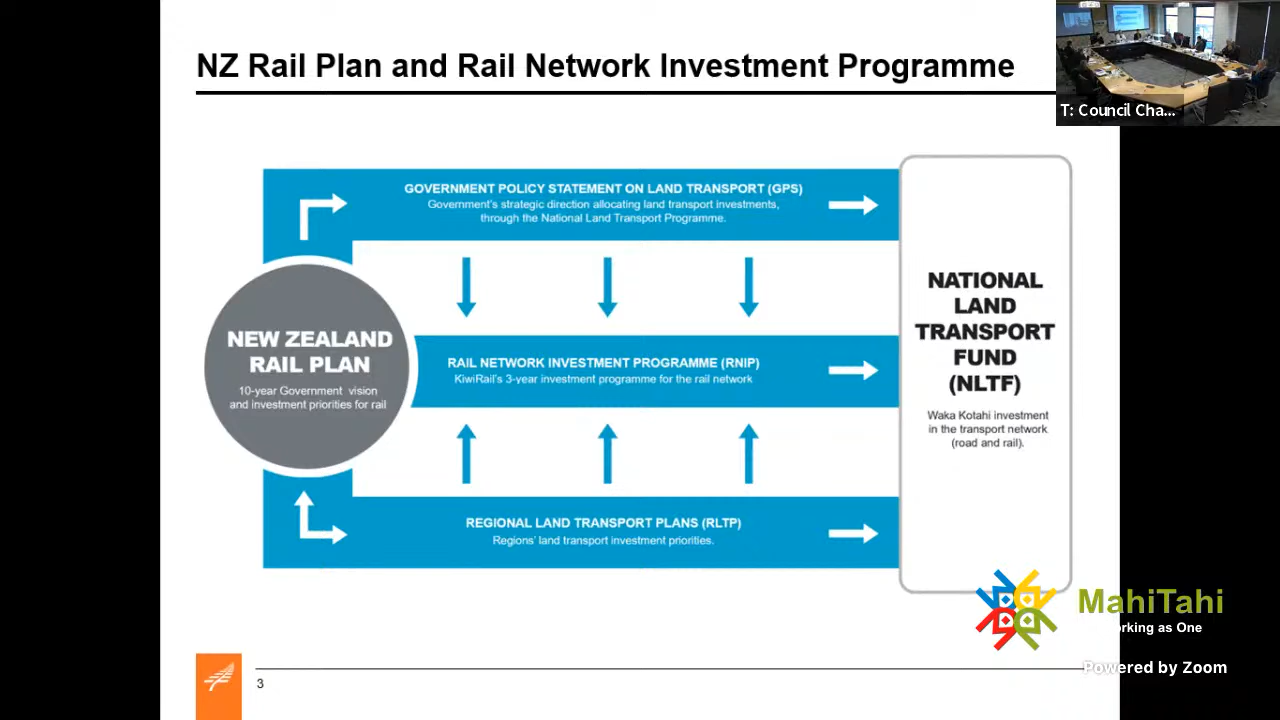 NZ Rail Plan and Rail Network Investment Programme
T: Council Cha...
GOVERNMENT POLICY STATEMENT ON LAND TRANSPORT (GPS)
Government's strategic direction allocating land transport investments,
through the National Land Transport Programme.
NEW ZEALAND
RAIL PLAN
10-year Government vision
and investment priorities for rail
RAIL NETWORK INVESTMENT PROGRAMME (RNIP)
KiwiRail's 3-year investment programme for the rail network
REGIONAL LAND TRANSPORT PLANS (RLTP)
Regions' land transport investment priorities.
NATIONAL
LAND
TRANSPORT
FUND
(NLTF)
Waka Kotahi investment
in the transport network
(road and rail).
MahiTahi
orking as One
Powered by Zoom
3